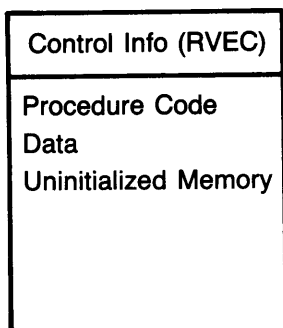 Control Info (RVEC)
Procedure Code
Data
Uninitialized Memory